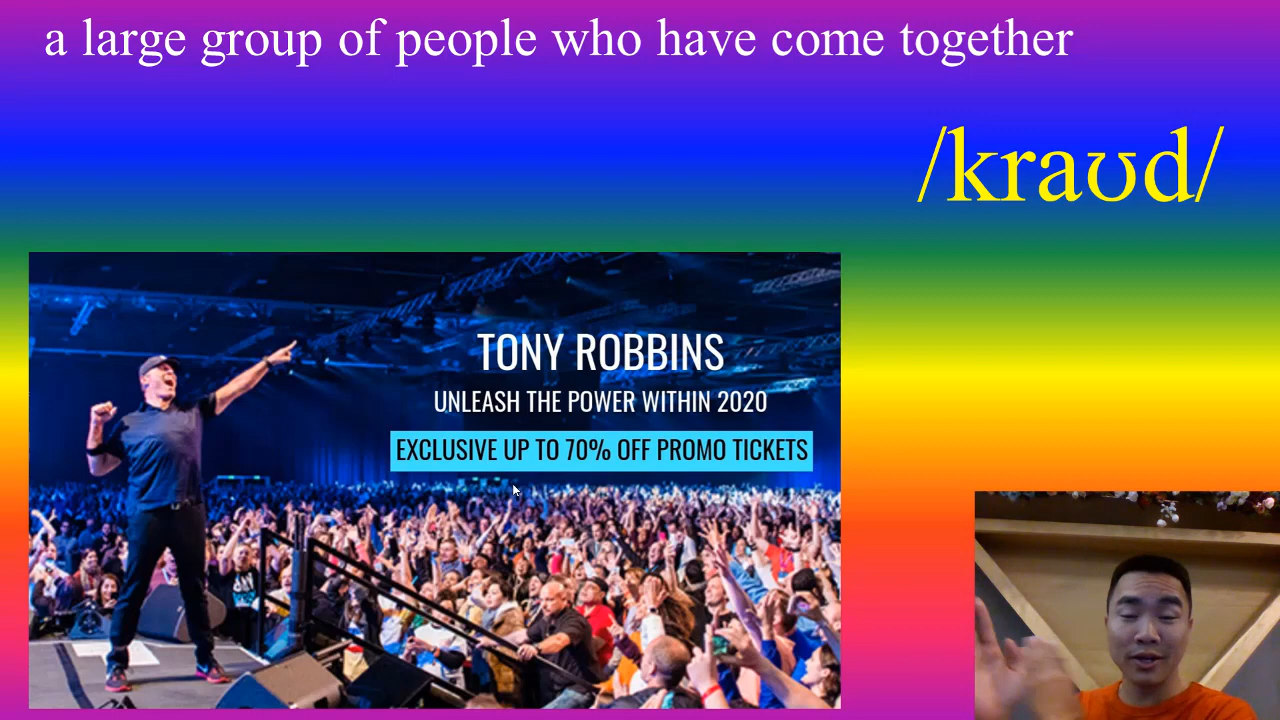 a large group of people who have come together
/kraʊd/
TONY ROBBINS
UNLEASH THE POWER WITHIN 2020
EXCLUSIVE UP TO 70% OFF PROMO TICKETS